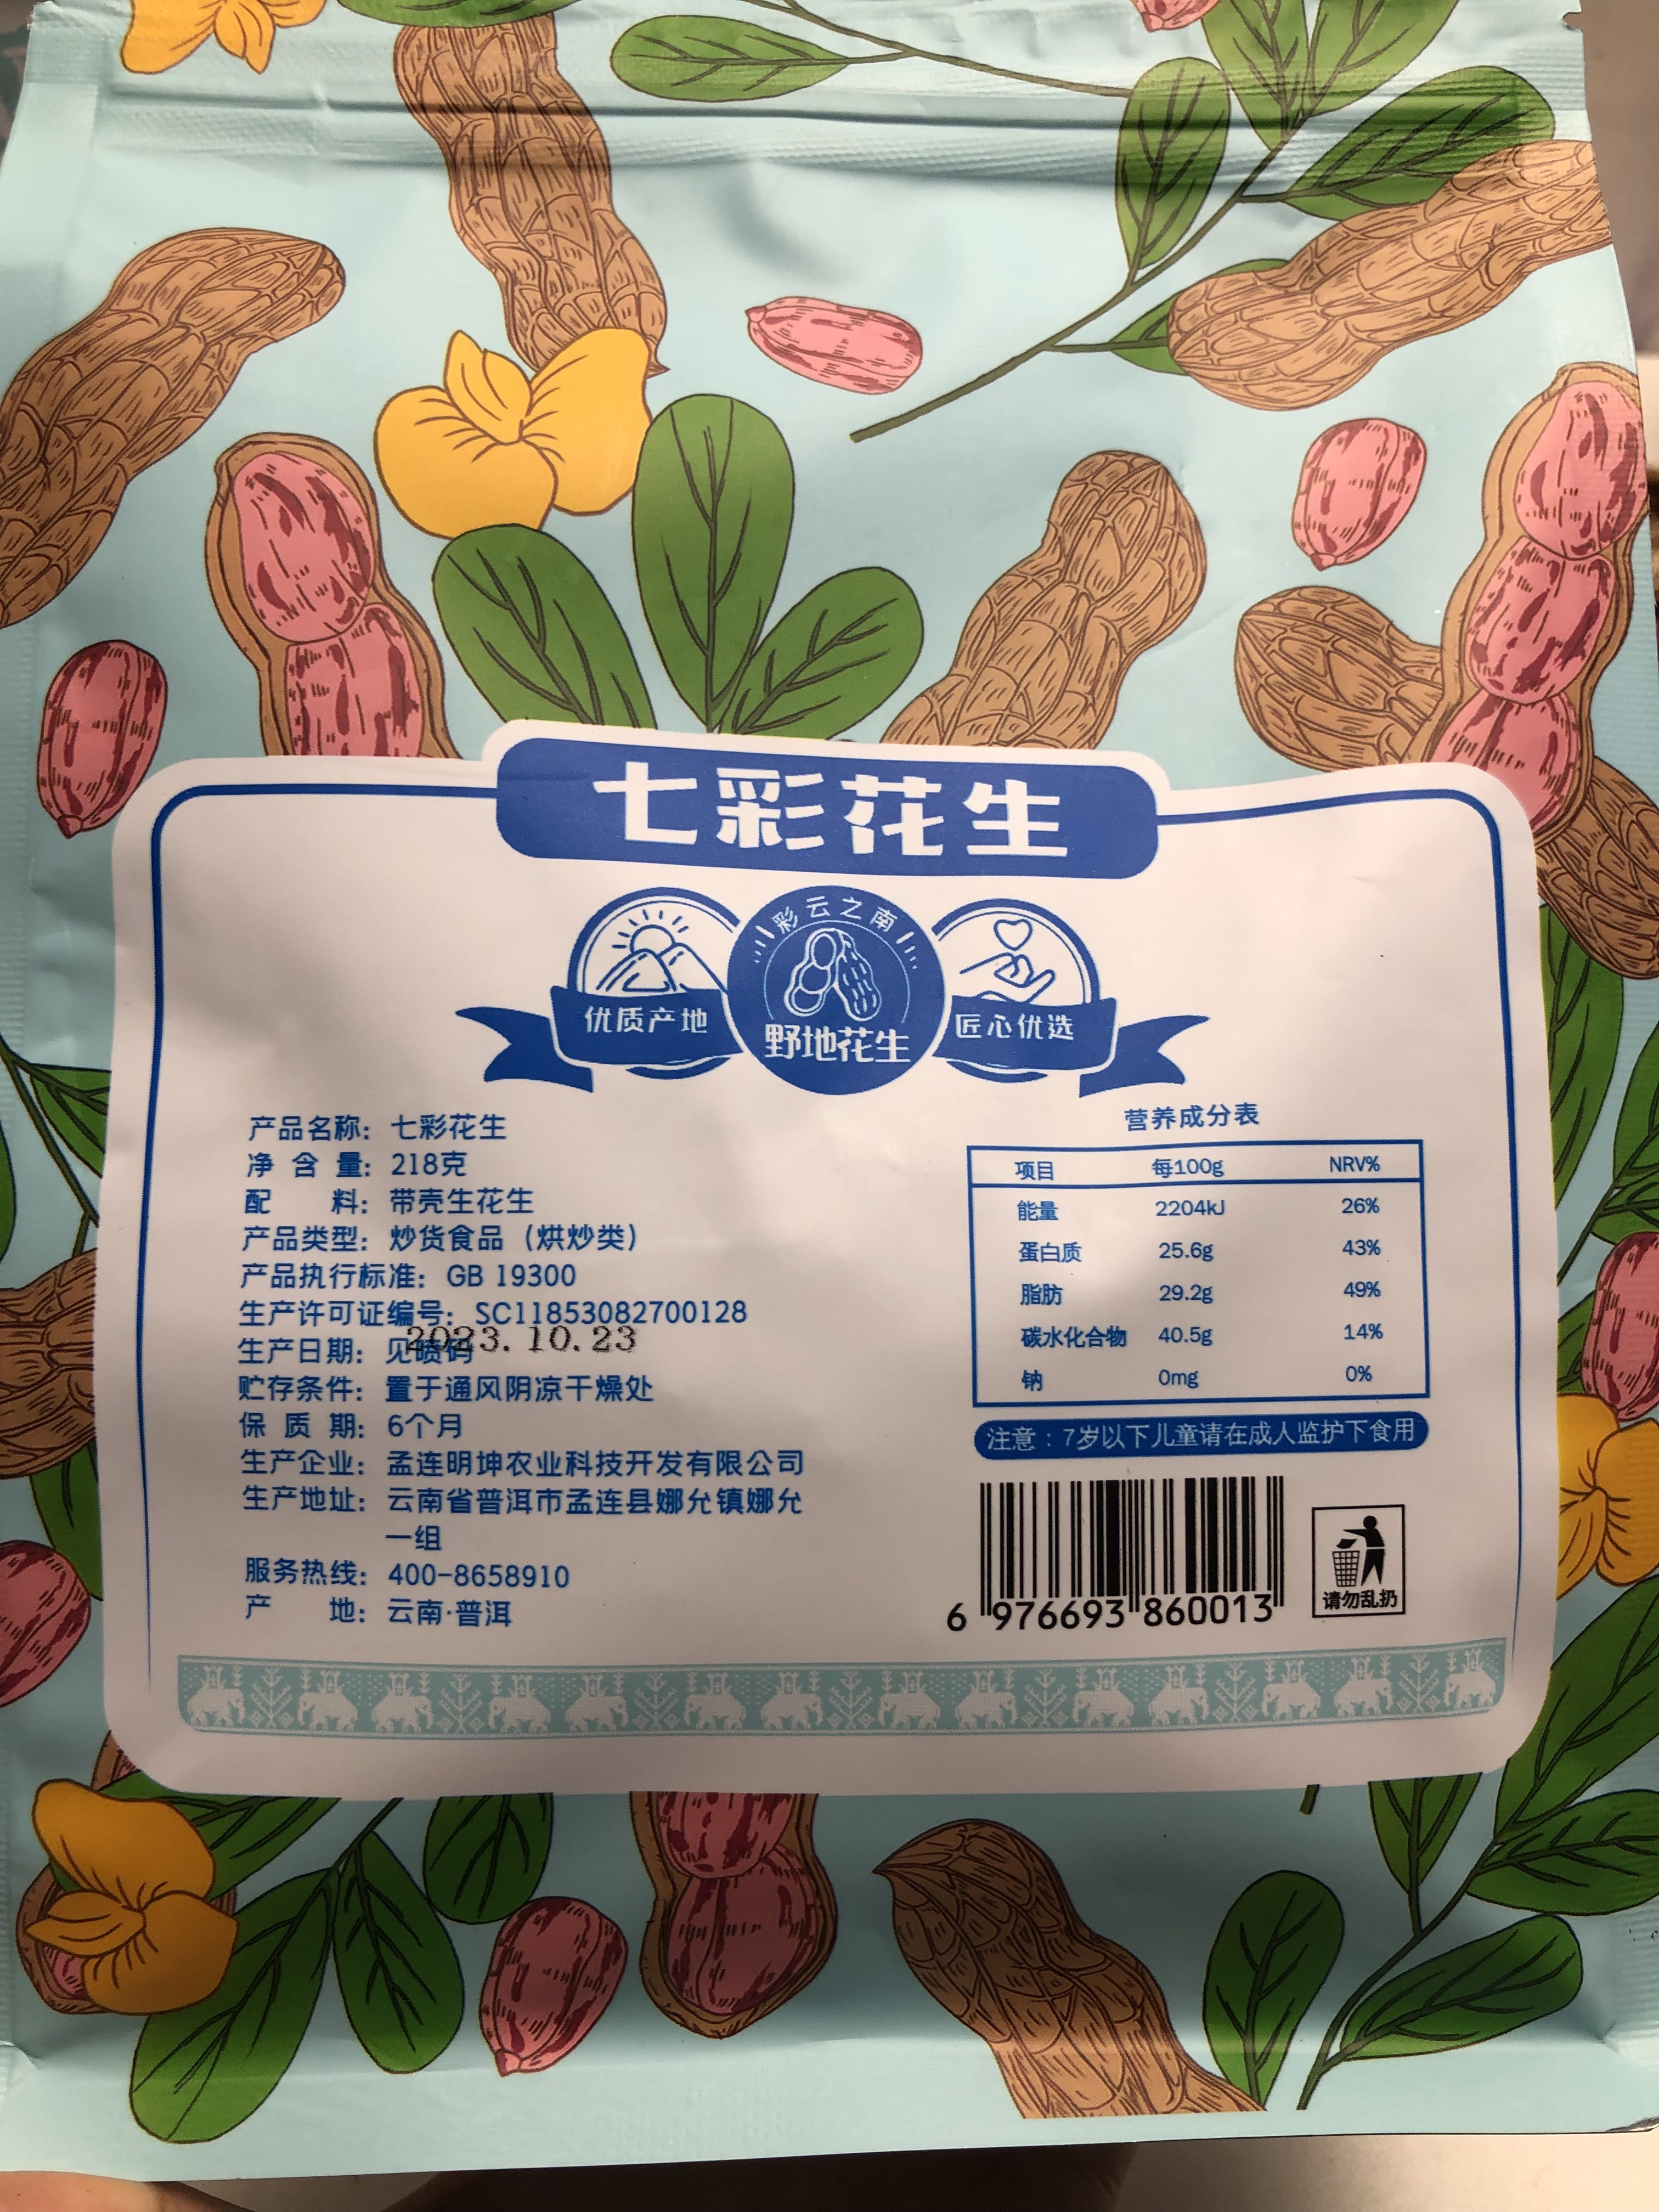 七彩花生
彩云之南
优质产地
野地花生
匠心优选
产品名称：七彩花生
净含量：218克
配料：带壳生花生
产品类型：炒货食品（烘炒类）
产品执行标准：GB 19300
生产许可证编号：SC11853082700128
2023.10.23
生产日期：见喷码
贮存条件：置于通风阴凉干燥处
保质期：6个月
生产企业：孟连明坤农业科技开发有限公司
生产地址：云南省普洱市孟连县娜允镇娜允
一组
服务热线：400-8658910
产地：云南·普洱
营养成分表
项目 每100g NRV%
能量 2204kJ 26%
蛋白质 25.6g 43%
脂肪 29.2g 49%
碳水化合物 40.5g 14%
钠 0mg 0%
注意：7岁以下儿童请在成人监护下食用
6 976693 860013
请勿乱扔